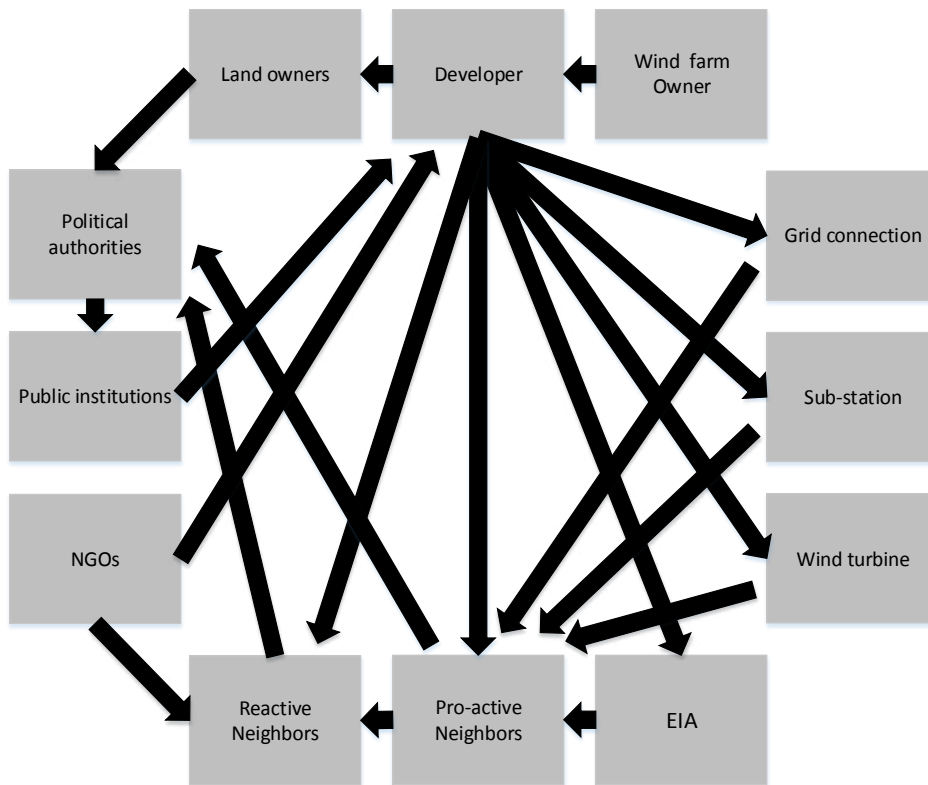 Land owners
Developer
Wind farm
Owner
Political
authorities
Grid connection
Public institutions
Sub-station
NGOs
Wind turbine
Reactive
Neighbors
Pro-active
Neighbors
EIA